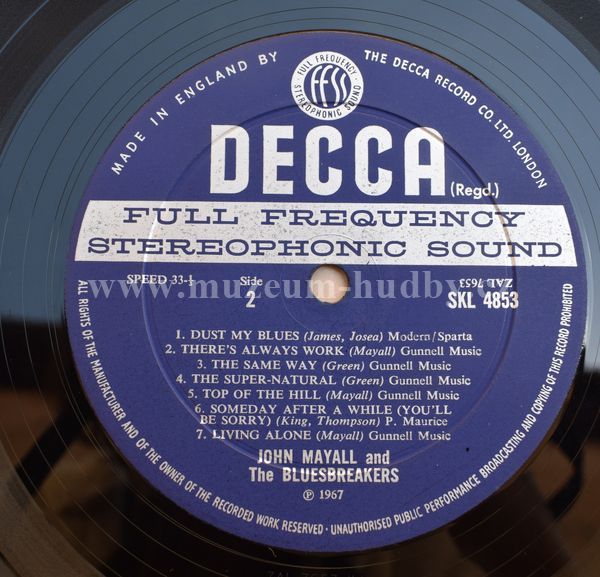 MADE IN ENGLAND BY
FULL FREQUENCY
FFSS
STEREOPHONIC SOUND
THE DECCA RECORD CO. LTD. LONDON
DECCA
(Regd.)
FULL FREQUENCY
STEREOPHONIC SOUND
SPEED 33⅓
Side
2
ZAL 7653
SKL 4853
www.muzeum-hudby.cz
1. DUST MY BLUES (James, Josea) Modern/Sparta
2. THERE'S ALWAYS WORK (Mayall) Gunnell Music
3. THE SAME WAY (Green) Gunnell Music
4. THE SUPER-NATURAL (Green) Gunnell Music
5. TOP OF THE HILL (Mayall) Gunnell Music
6. SOMEDAY AFTER A WHILE (YOU'LL
BE SORRY) (King, Thompson) P. Maurice
7. LIVING ALONE (Mayall) Gunnell Music
JOHN MAYALL and
The BLUESBREAKERS
℗ 1967
ALL RIGHTS OF THE MANUFACTURER AND OF THE OWNER OF THE RECORDED WORK RESERVED · UNAUTHORISED PUBLIC PERFORMANCE BROADCASTING AND COPYING OF THIS RECORD PROHIBITED